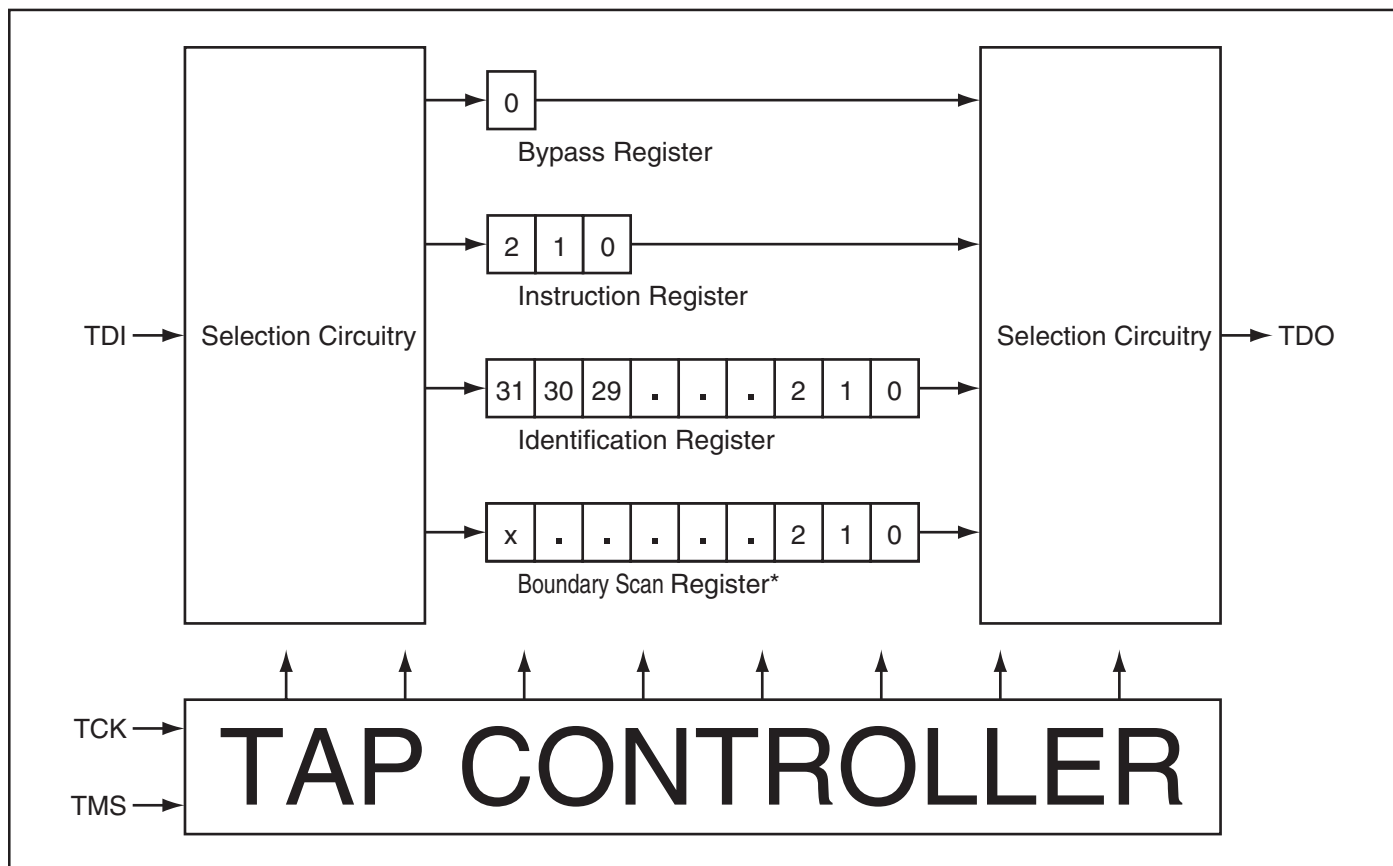 0
Bypass Register
2 1 0
Instruction Register
TDI
Selection Circuitry
Selection Circuitry
TDO
31 30 29 . . . 2 1 0
Identification Register
x . . . . . 2 1 0
Boundary Scan Register*
TCK
TMS
TAP CONTROLLER